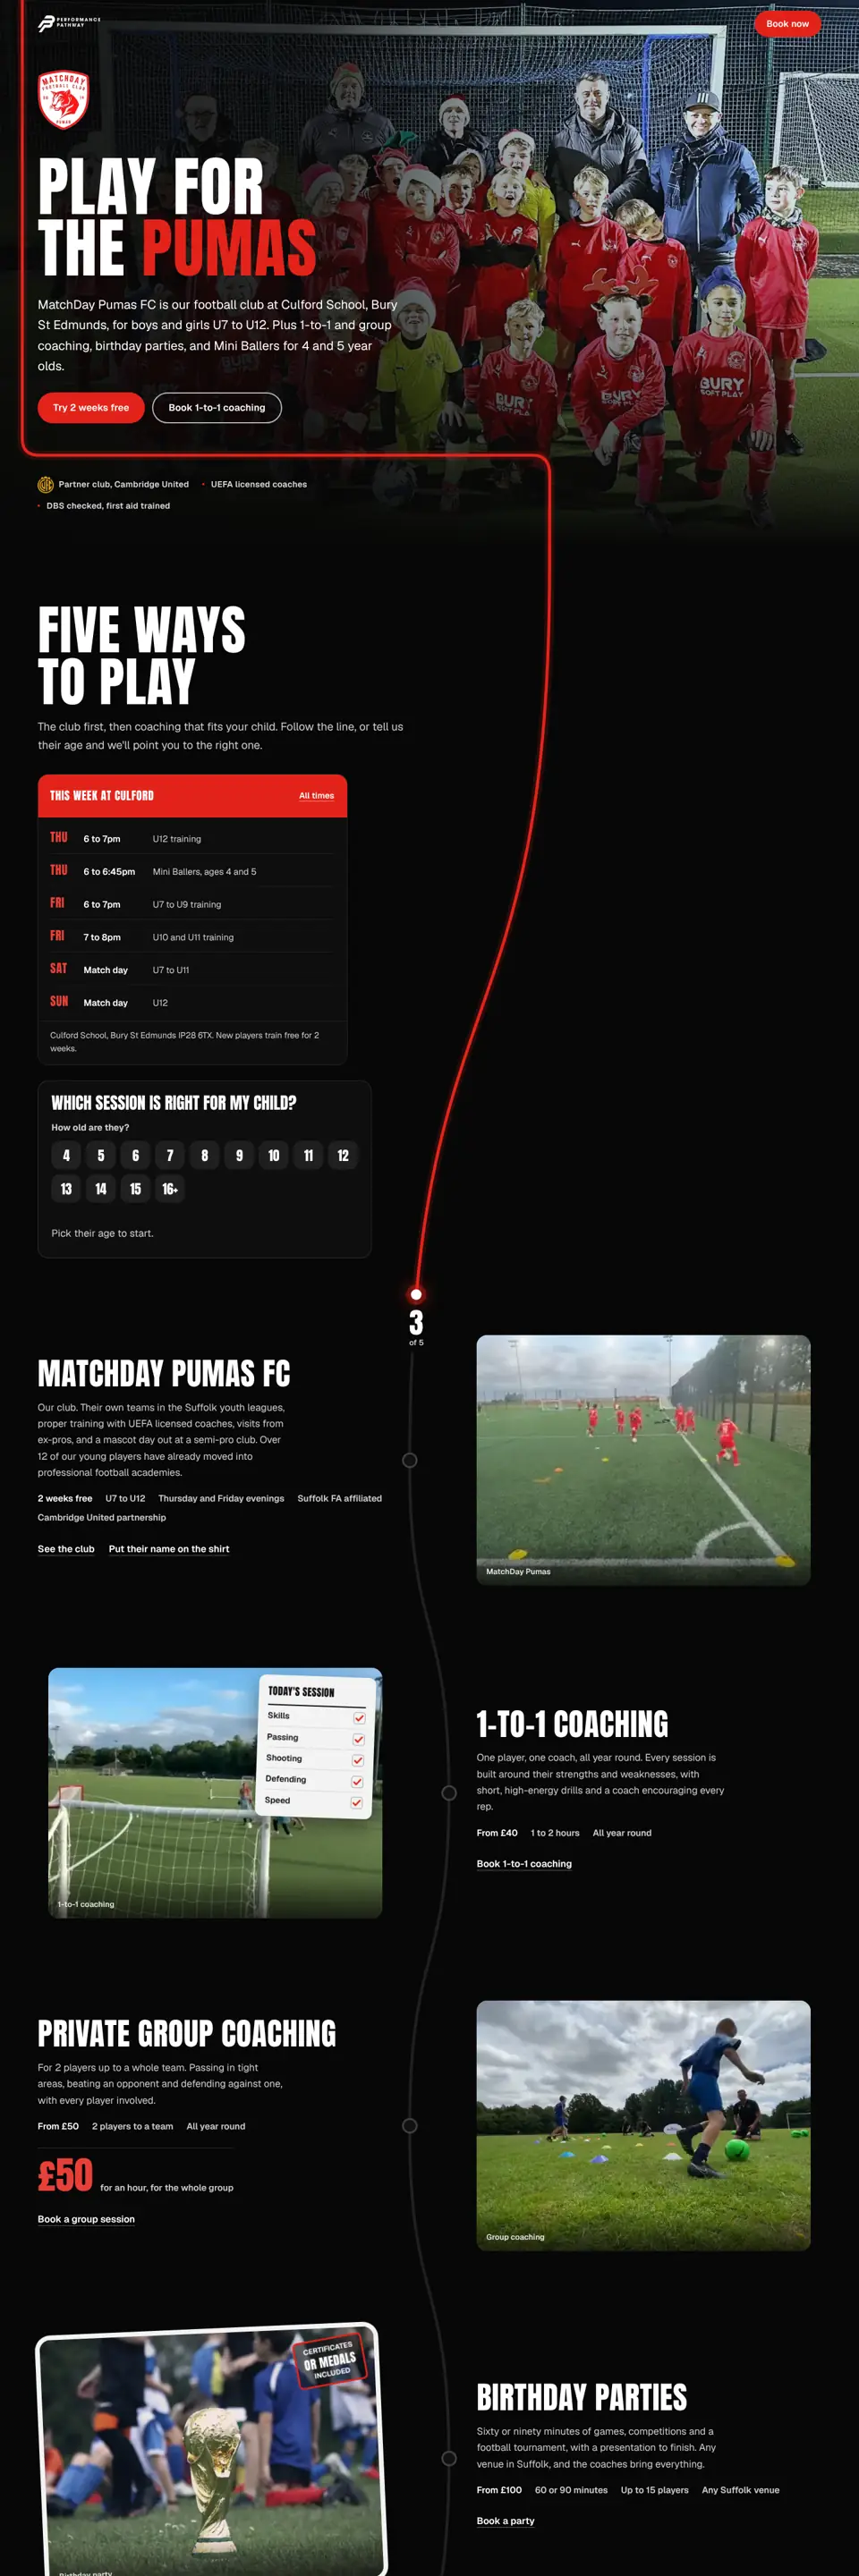 PERFORMANCE
PATHWAY
Book now
MATCHDAY
FOOTBALL CLUB
PUMAS
PLAY FOR
THE PUMAS
MatchDay Pumas FC is our football club at Culford School, Bury
St Edmunds, for boys and girls U7 to U12. Plus 1-to-1 and group
coaching, birthday parties, and Mini Ballers for 4 and 5 year
olds.
BURY
SOFT PLAY
BURY
SOFT PLAY
Try 2 weeks free
Book 1-to-1 coaching
Partner club, Cambridge United
• UEFA licensed coaches
• DBS checked, first aid trained
FIVE WAYS
TO PLAY
The club first, then coaching that fits your child. Follow the line, or tell us
their age and we'll point you to the right one.
THIS WEEK AT CULFORD All times
THU 6 to 7pm U12 training
THU 6 to 6:45pm Mini Ballers, ages 4 and 5
FRI 6 to 7pm U7 to U9 training
FRI 7 to 8pm U10 and U11 training
SAT Match day U7 to U11
SUN Match day U12
Culford School, Bury St Edmunds IP28 6TX. New players train free for 2
weeks.
WHICH SESSION IS RIGHT FOR MY CHILD?
How old are they?
4 5 6 7 8 9 10 11 12
13 14 15 16+
Pick their age to start.
3
of 5
MATCHDAY PUMAS FC
Our club. Their own teams in the Suffolk youth leagues,
proper training with UEFA licensed coaches, visits from
ex-pros, and a mascot day out at a semi-pro club. Over
12 of our young players have already moved into
professional football academies.
2 weeks free U7 to U12 Thursday and Friday evenings Suffolk FA affiliated
Cambridge United partnership
See the club Put their name on the shirt
MatchDay Pumas
TODAY'S SESSION
Skills
Passing
Shooting
Defending
Speed
1-to-1 coaching
1-TO-1 COACHING
One player, one coach, all year round. Every session is
built around their strengths and weaknesses, with
short, high-energy drills and a coach encouraging every
rep.
From £40 1 to 2 hours All year round
Book 1-to-1 coaching
PRIVATE GROUP COACHING
For 2 players up to a whole team. Passing in tight
areas, beating an opponent and defending against one,
with every player involved.
From £50 2 players to a team All year round
£50 for an hour, for the whole group
Book a group session
Group coaching
CERTIFICATES
OR MEDALS
INCLUDED
Birthday party
BIRTHDAY PARTIES
Sixty or ninety minutes of games, competitions and a
football tournament, with a presentation to finish. Any
venue in Suffolk, and the coaches bring everything.
From £100 60 or 90 minutes Up to 15 players Any Suffolk venue
Book a party